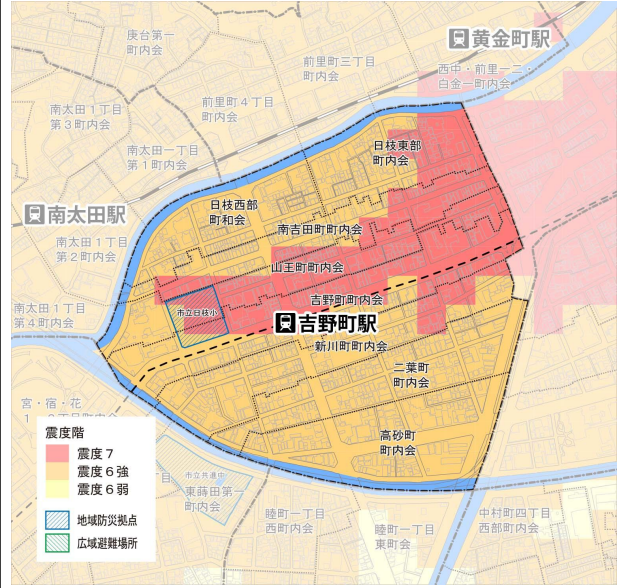 庚台第一
町内会
黄金町駅
前里町三丁目
町内会
西中・前里一二・
白金一町内会
前里町4丁目
町内会
南太田1丁目
第3町内会
日枝東部
町内会
南太田一丁目
第1町内会
日枝西部
町和会
南太田駅
南吉田町町内会
南太田1丁目
第2町内会
山王町町内会
吉野町町内会
市立日枝小
南太田1丁目
第4町内会
吉野町駅
新川町町内会
二葉町
町内会
宮・宿・花
高砂町
町内会
震度階
震度7
震度6強
震度6弱
地域防災拠点
広域避難場所
市立共進中
東蒔田第一
町内会
睦町一丁目
西町内会
睦町一丁目
東町会
中村町四丁目
西部町内会